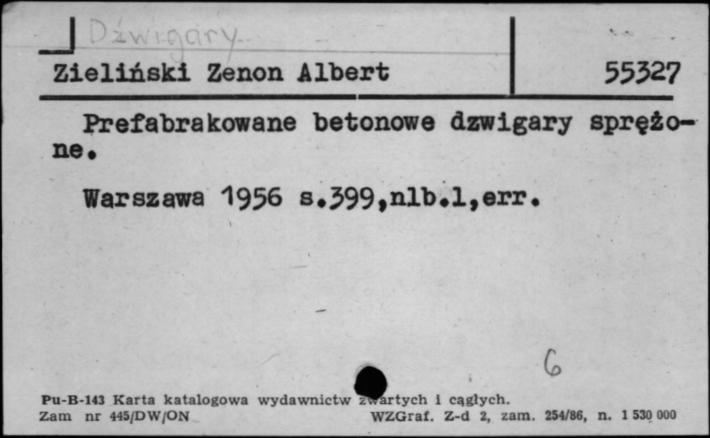 Dźwigary
Zieliński Zenon Albert 55327
Prefabrakowane betonowe dzwigary sprężo-
ne.
Warszawa 1956 s.399,nlb.1,err.
6
Pu-B-143 Karta katalogowa wydawnictw zwartych i cągłych.
Zam nr 445/DW/ON WZGraf. Z-d 2, zam. 254/86, n. 1 530 000